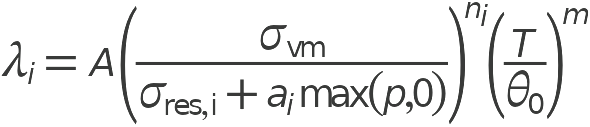 λ_i = A (σ_vm / (σ_res,i + a_i max(p,0)))^{n_i} (T / θ_0)^m